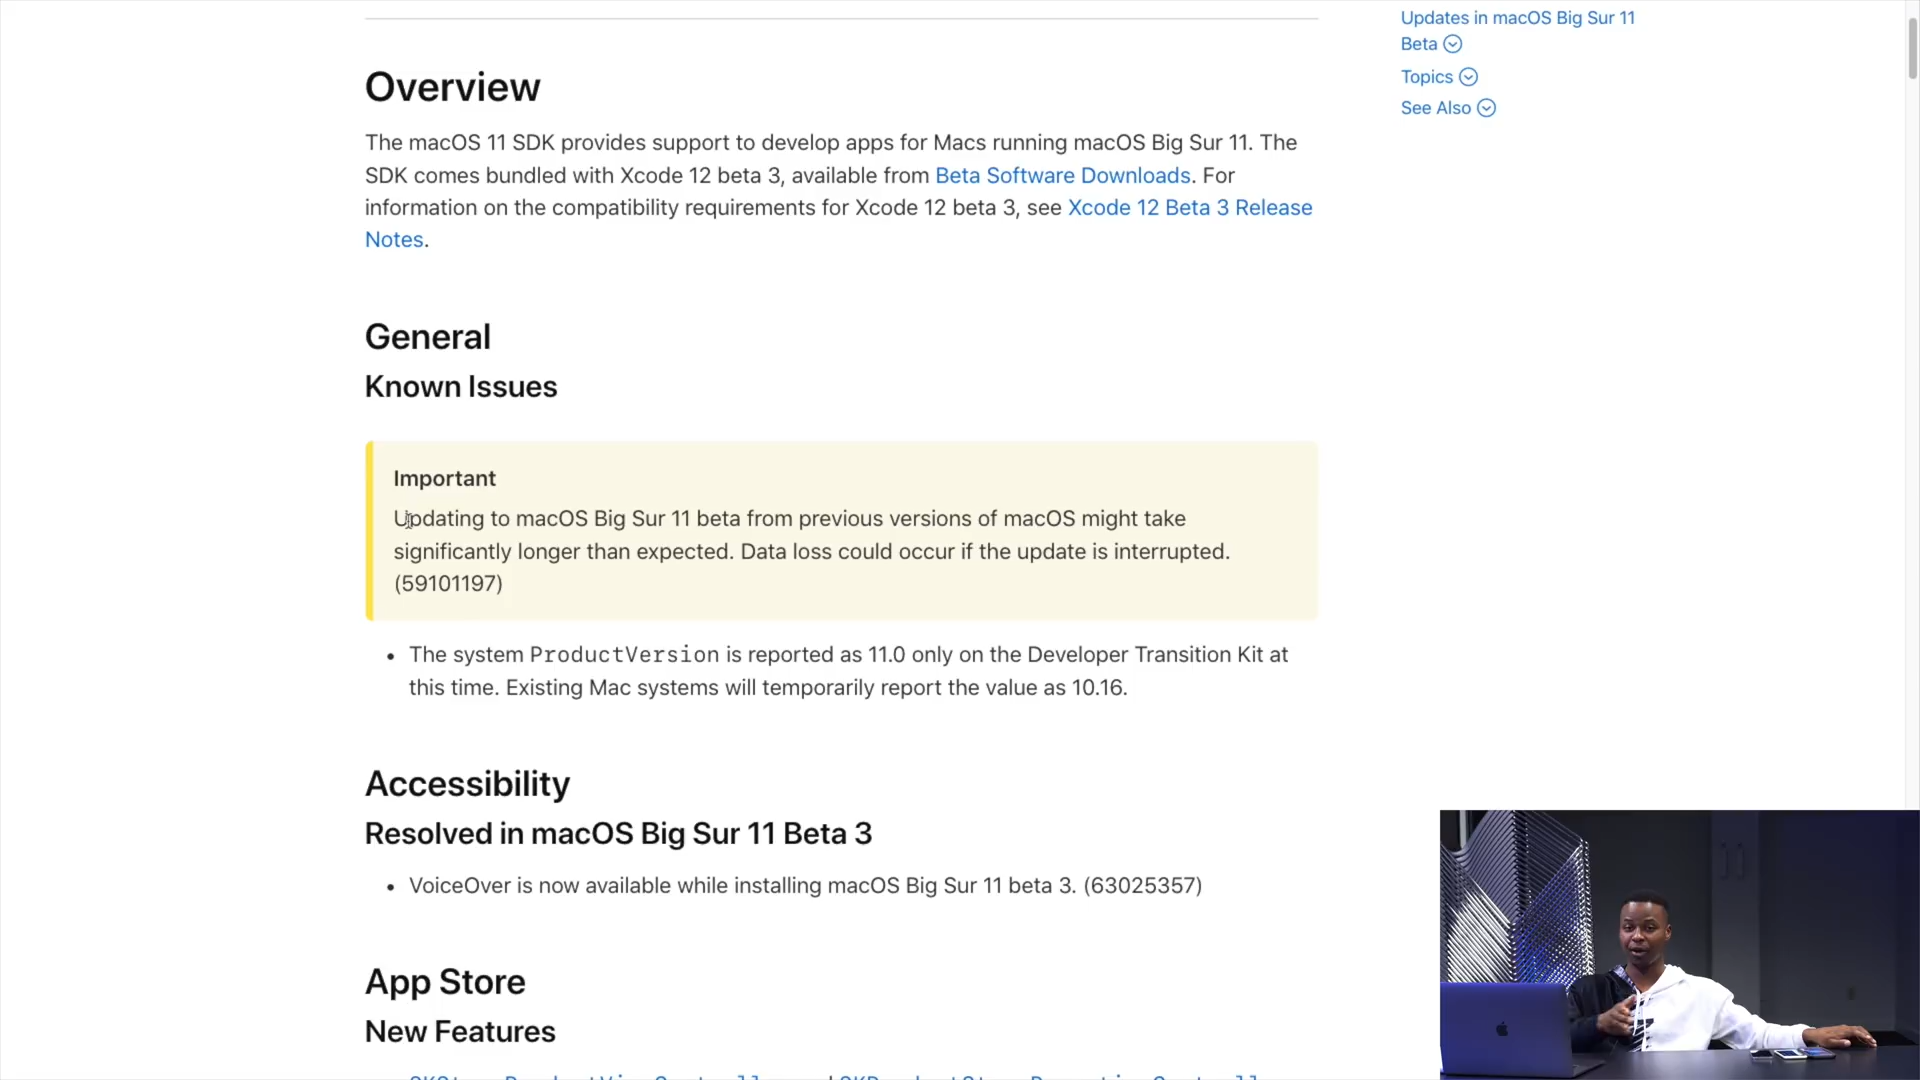 Updates in macOS Big Sur 11
Beta
Topics
See Also
Overview
The macOS 11 SDK provides support to develop apps for Macs running macOS Big Sur 11. The
SDK comes bundled with Xcode 12 beta 3, available from Beta Software Downloads. For
information on the compatibility requirements for Xcode 12 beta 3, see Xcode 12 Beta 3 Release
Notes.
General
Known Issues
Important
Updating to macOS Big Sur 11 beta from previous versions of macOS might take
significantly longer than expected. Data loss could occur if the update is interrupted.
(59101197)
• The system ProductVersion is reported as 11.0 only on the Developer Transition Kit at
this time. Existing Mac systems will temporarily report the value as 10.16.
Accessibility
Resolved in macOS Big Sur 11 Beta 3
• VoiceOver is now available while installing macOS Big Sur 11 beta 3. (63025357)
App Store
New Features